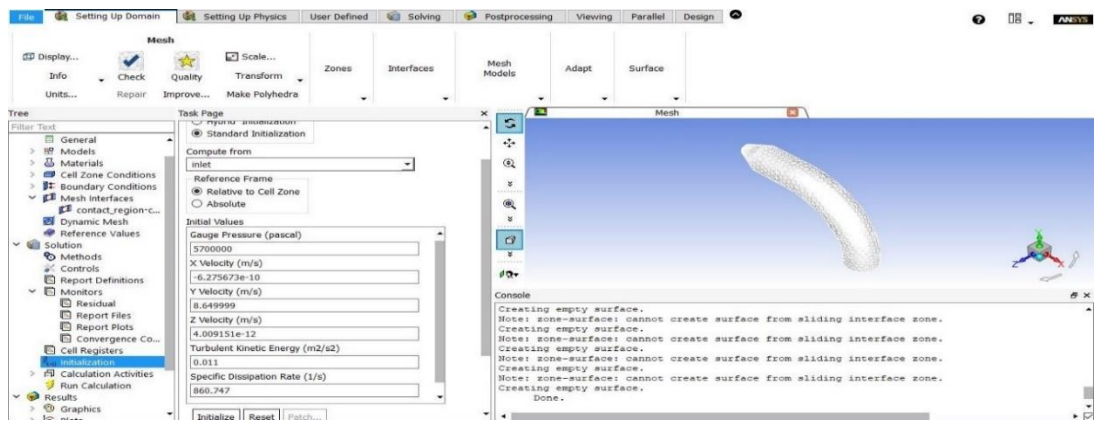 File Setting Up Domain Setting Up Physics User Defined Solving Postprocessing Viewing Parallel Design
ANSYS
Mesh
Display... Scale...
Zones Interfaces Mesh Models Adapt Surface
Info Check Quality Transform
Units... Repair Improve... Make Polyhedra
Tree
Filter Text
General
Models
Materials
Cell Zone Conditions
Boundary Conditions
Mesh Interfaces
contact_region-c...
Dynamic Mesh
Reference Values
Solution
Methods
Controls
Report Definitions
Monitors
Residual
Report Files
Report Plots
Convergence Co...
Cell Registers
Initialization
Calculation Activities
Run Calculation
Results
Graphics
Plots
Task Page
Hybrid Initialization
Standard Initialization
Compute from
inlet
Reference Frame
Relative to Cell Zone
Absolute
Initial Values
Gauge Pressure (pascal)
5700000
X Velocity (m/s)
-6.275673e-10
Y Velocity (m/s)
8.649999
Z Velocity (m/s)
4.009151e-12
Turbulent Kinetic Energy (m2/s2)
0.011
Specific Dissipation Rate (1/s)
860.747
Initialize Reset Patch...
Mesh
Y
Z X
Console
Creating empty surface.
Note: zone-surface: cannot create surface from sliding interface zone.
Creating empty surface.
Note: zone-surface: cannot create surface from sliding interface zone.
Creating empty surface.
Note: zone-surface: cannot create surface from sliding interface zone.
Creating empty surface.
Note: zone-surface: cannot create surface from sliding interface zone.
Creating empty surface.
Done.